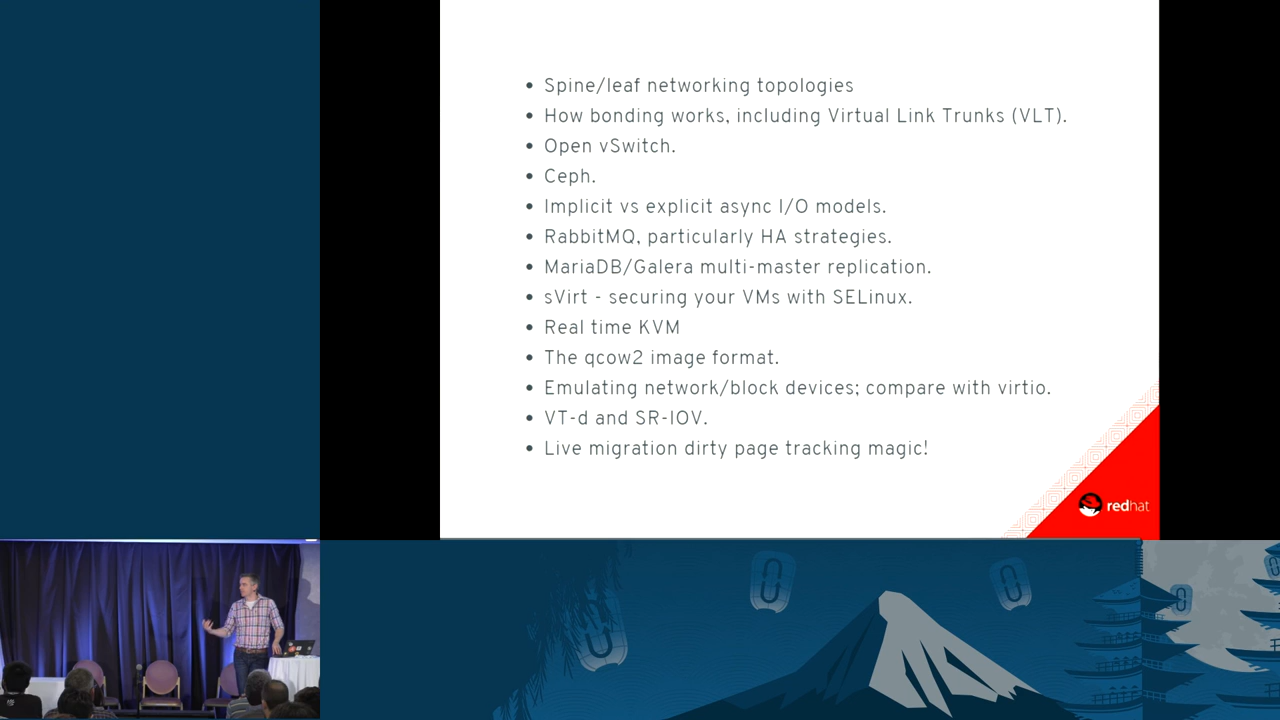 Spine/leaf networking topologies
How bonding works, including Virtual Link Trunks (VLT).
Open vSwitch.
Ceph.
Implicit vs explicit async I/O models.
RabbitMQ, particularly HA strategies.
MariaDB/Galera multi-master replication.
sVirt - securing your VMs with SELinux.
Real time KVM
The qcow2 image format.
Emulating network/block devices; compare with virtio.
VT-d and SR-IOV.
Live migration dirty page tracking magic!
redhat